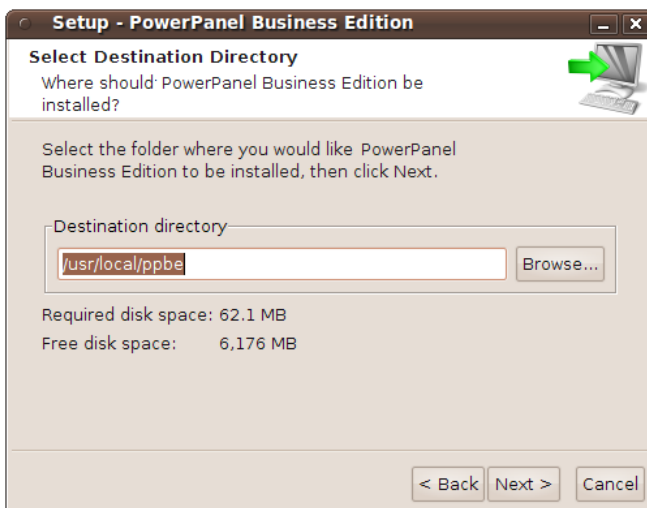 Setup - PowerPanel Business Edition
Select Destination Directory
Where should PowerPanel Business Edition be
installed?
Select the folder where you would like PowerPanel
Business Edition to be installed, then click Next.
Destination directory
/usr/local/ppbe
Browse...
Required disk space: 62.1 MB
Free disk space: 6,176 MB
< Back Next > Cancel